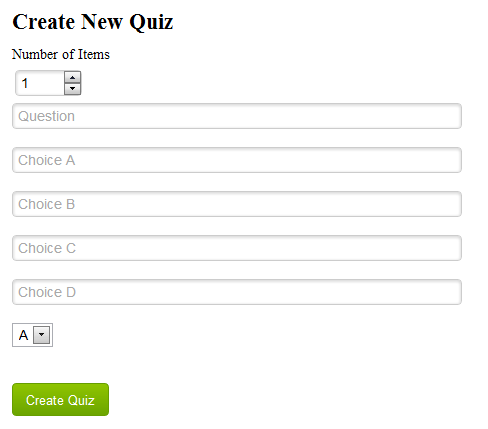 Create New Quiz
Number of Items
1
Question
Choice A
Choice B
Choice C
Choice D
A
Create Quiz